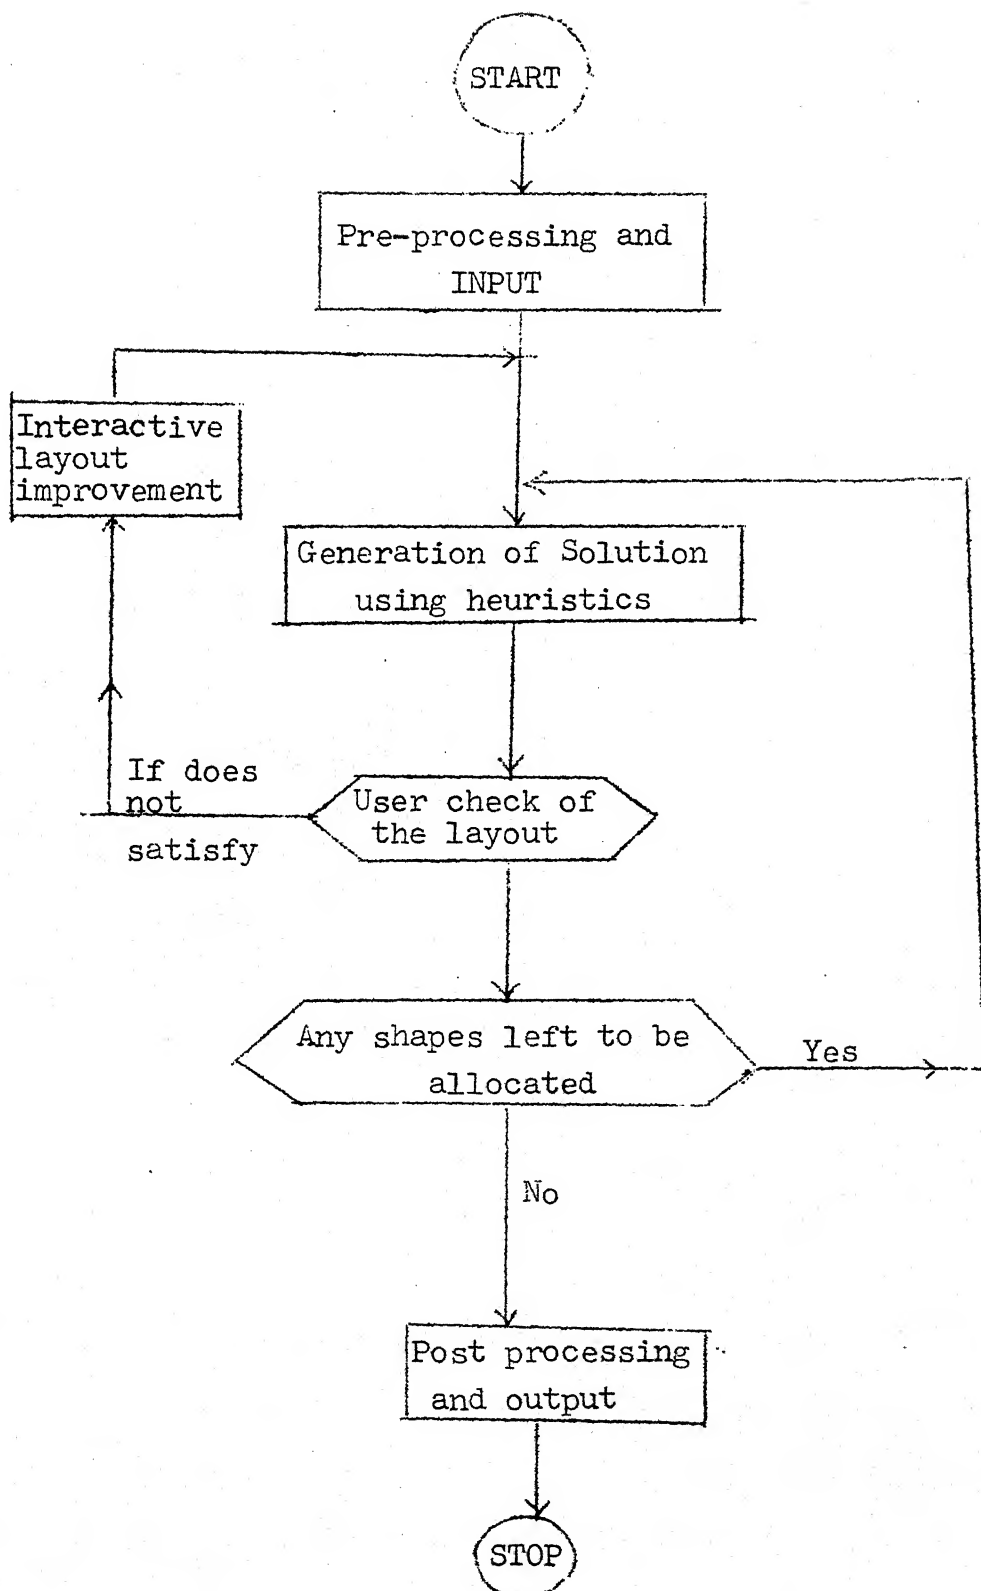 START
Pre-processing and
INPUT
Interactive
layout
improvement
Generation of Solution
using heuristics
If does
not
satisfy
User check of
the layout
Any shapes left to be
allocated
Yes
No
Post processing
and output
STOP